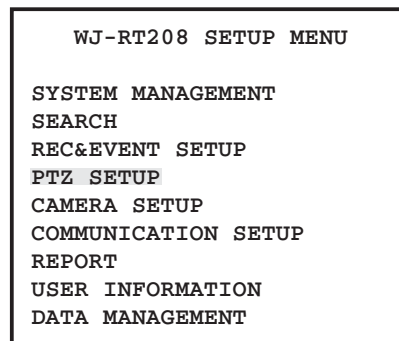 WJ-RT208 SETUP MENU
SYSTEM MANAGEMENT
SEARCH
REC&EVENT SETUP
PTZ SETUP
CAMERA SETUP
COMMUNICATION SETUP
REPORT
USER INFORMATION
DATA MANAGEMENT